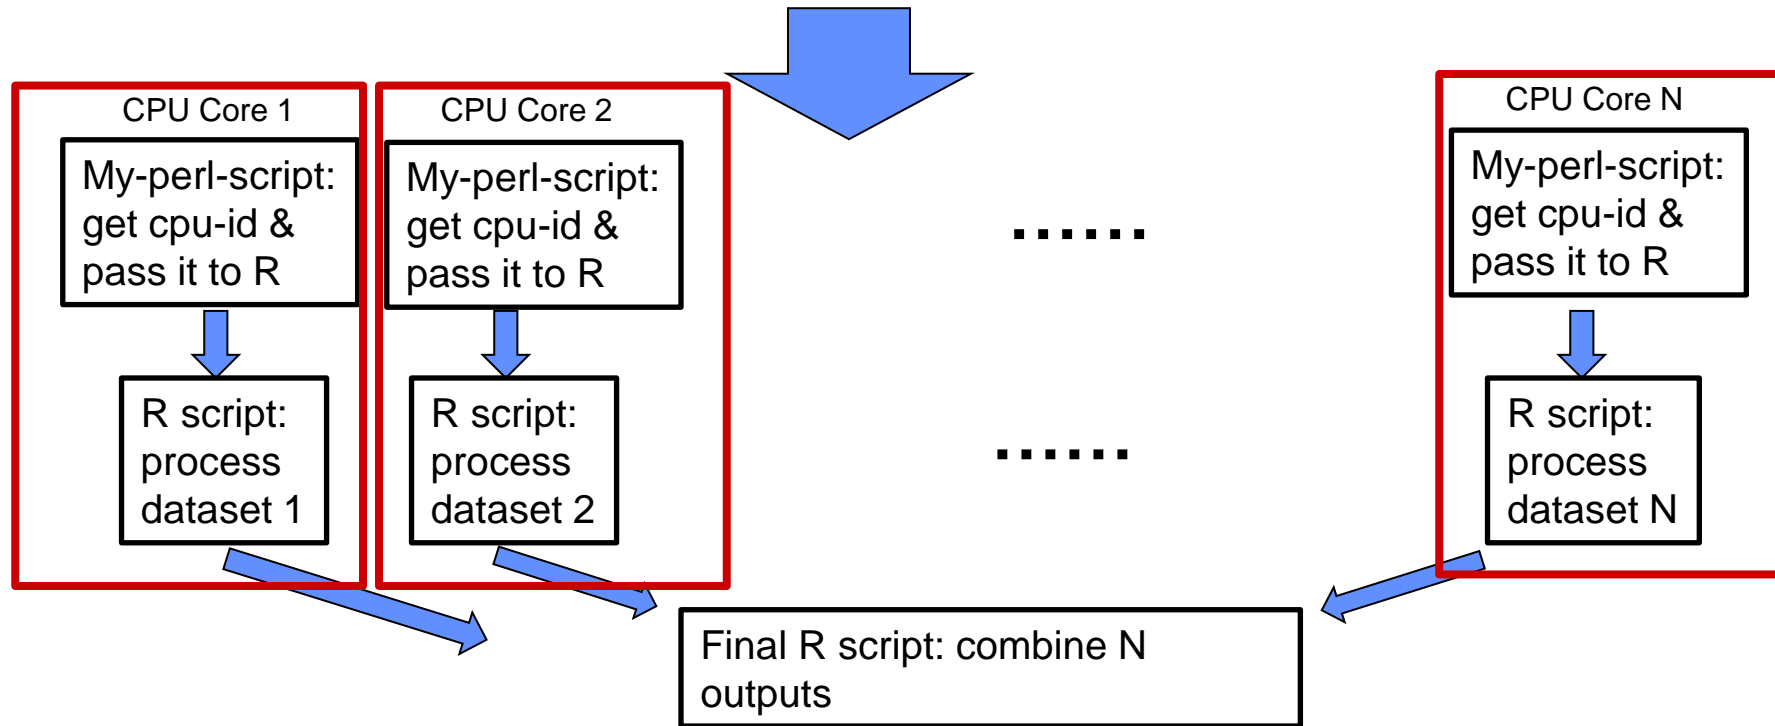 CPU Core 1
My-perl-script:
get cpu-id &
pass it to R
R script:
process
dataset 1
CPU Core 2
My-perl-script:
get cpu-id &
pass it to R
R script:
process
dataset 2
......
......
CPU Core N
My-perl-script:
get cpu-id &
pass it to R
R script:
process
dataset N
Final R script: combine N
outputs